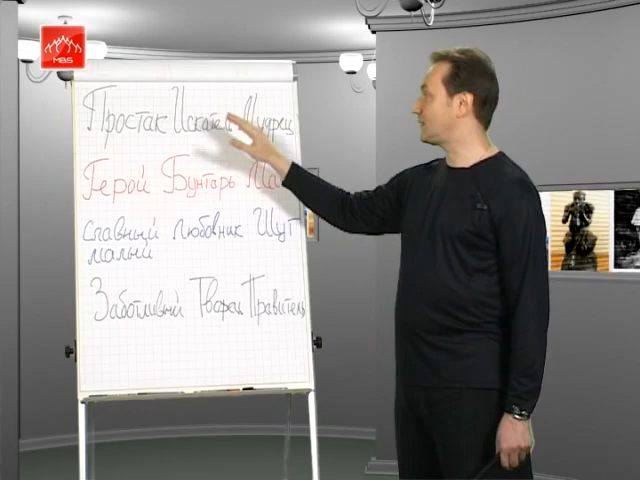 MBS
Простак Искатель Мудрец
Герой Бунтарь
славный любовник Шут
малый
Заботливый Творец Правитель